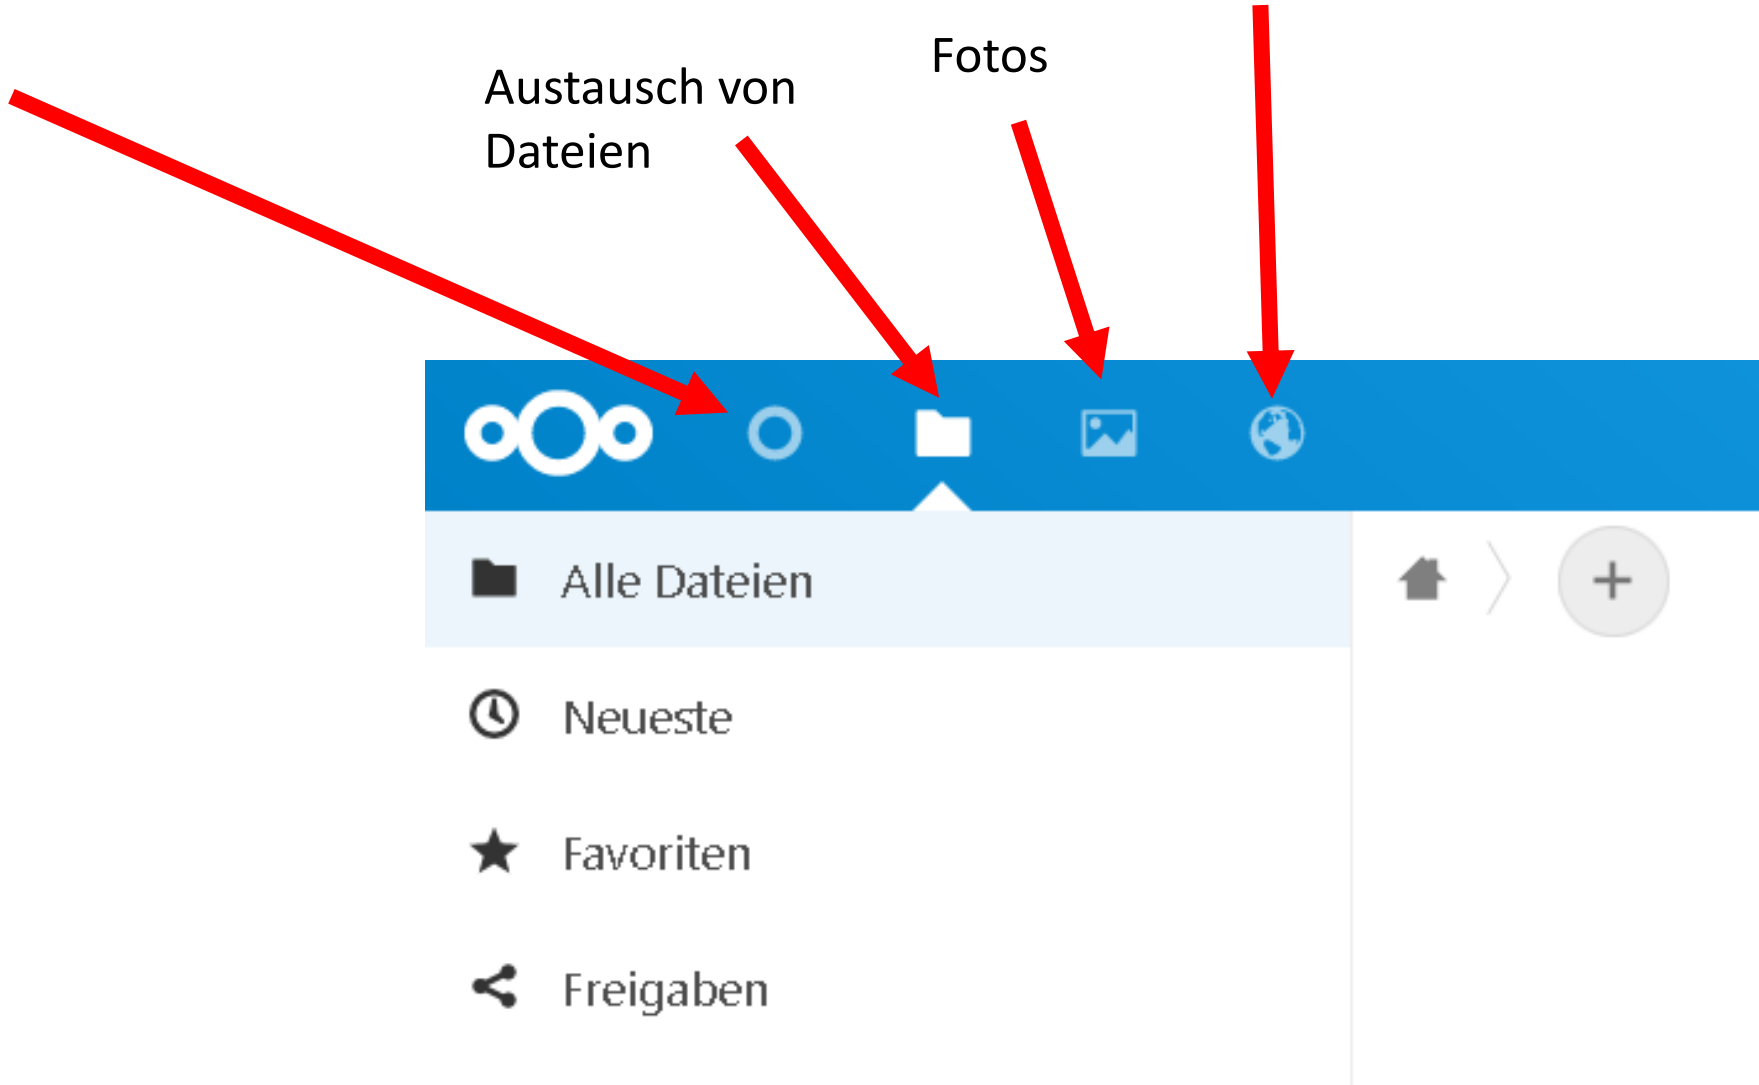 Austausch von
Dateien
Fotos
Alle Dateien
Neueste
Favoriten
Freigaben